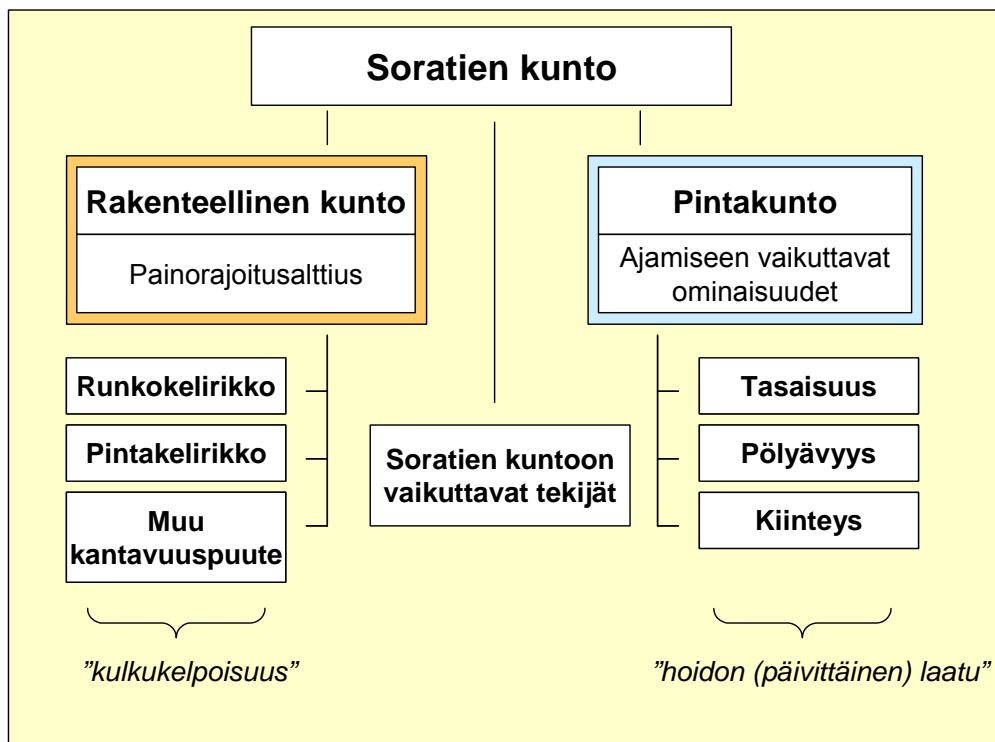 Soratien kunto
Rakenteellinen kunto
Painorajoitusalttius
Runkokelirikko
Pintakelirikko
Muu
kantavuuspuute
”kulkukelpoisuus”
Soratien kuntoon
vaikuttavat tekijät
Pintakunto
Ajamiseen vaikuttavat
ominaisuudet
Tasaisuus
Pölyävyys
Kiinteys
”hoidon (päivittäinen) laatu”